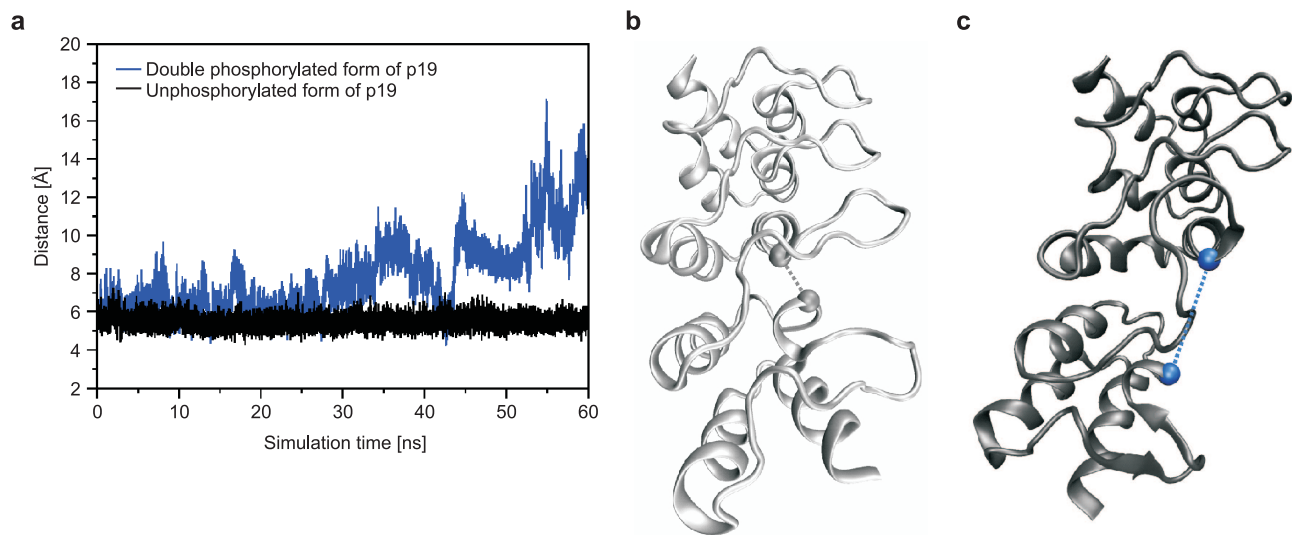 a
20
18
16
14
12
10
8
6
4
2
Distance [Å]
Double phosphorylated form of p19
Unphosphorylated form of p19
0 10 20 30 40 50 60
Simulation time [ns]
b
c